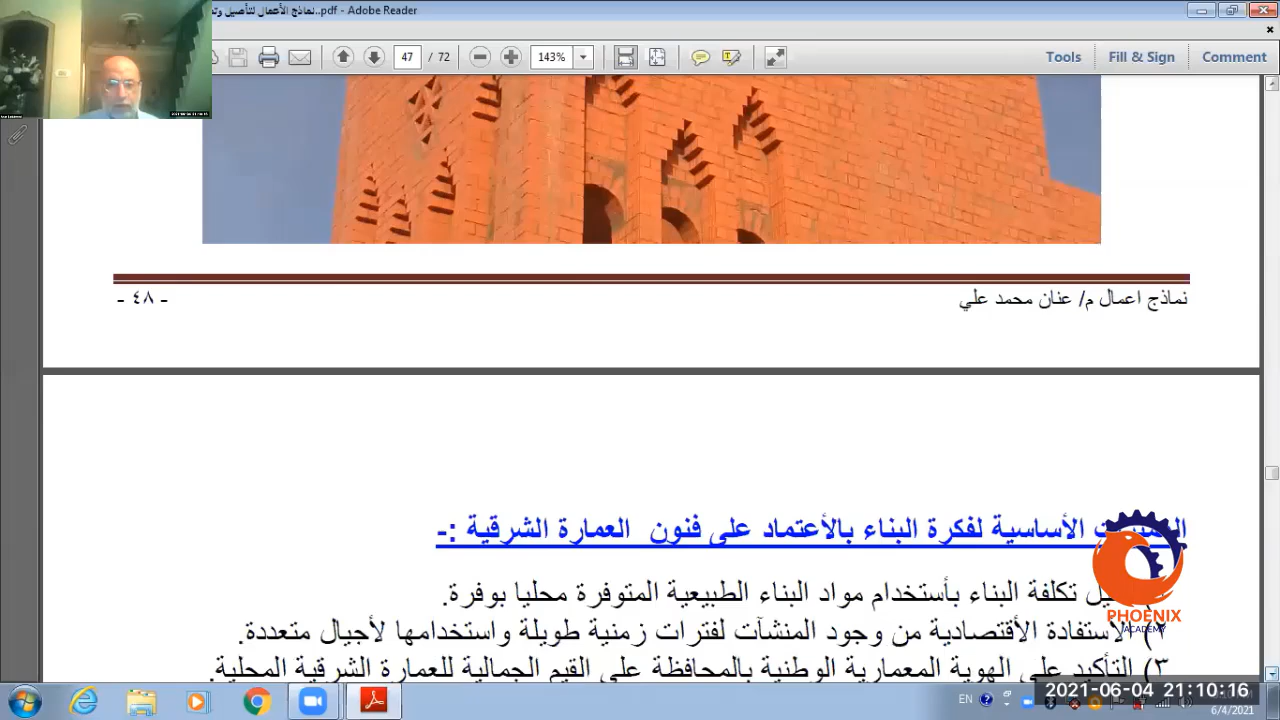 نماذج الأعمال لتأصيل وتم..pdf - Adobe Reader
47 / 72
143%
Tools
Fill & Sign
Comment
نماذج اعمال م/ عنان محمد علي
- ٤٨ -
الأساسية لفكرة البناء بالأعتماد على فنون العمارة الشرقية :-
تكلفة البناء بأستخدام مواد البناء الطبيعية المتوفرة محليا بوفرة.
الاستفادة الأقتصادية من وجود المنشآت لفترات زمنية طويلة واستخدامها لأجيال متعددة.
٣) التأكيد على الهوية المعمارية الوطنية بالمحافظة على القيم الجمالية للعمارة الشرقية المحلية.
PHOENIX
ACADEMY
EN
2021-06-04 21:10:16
6/4/2021